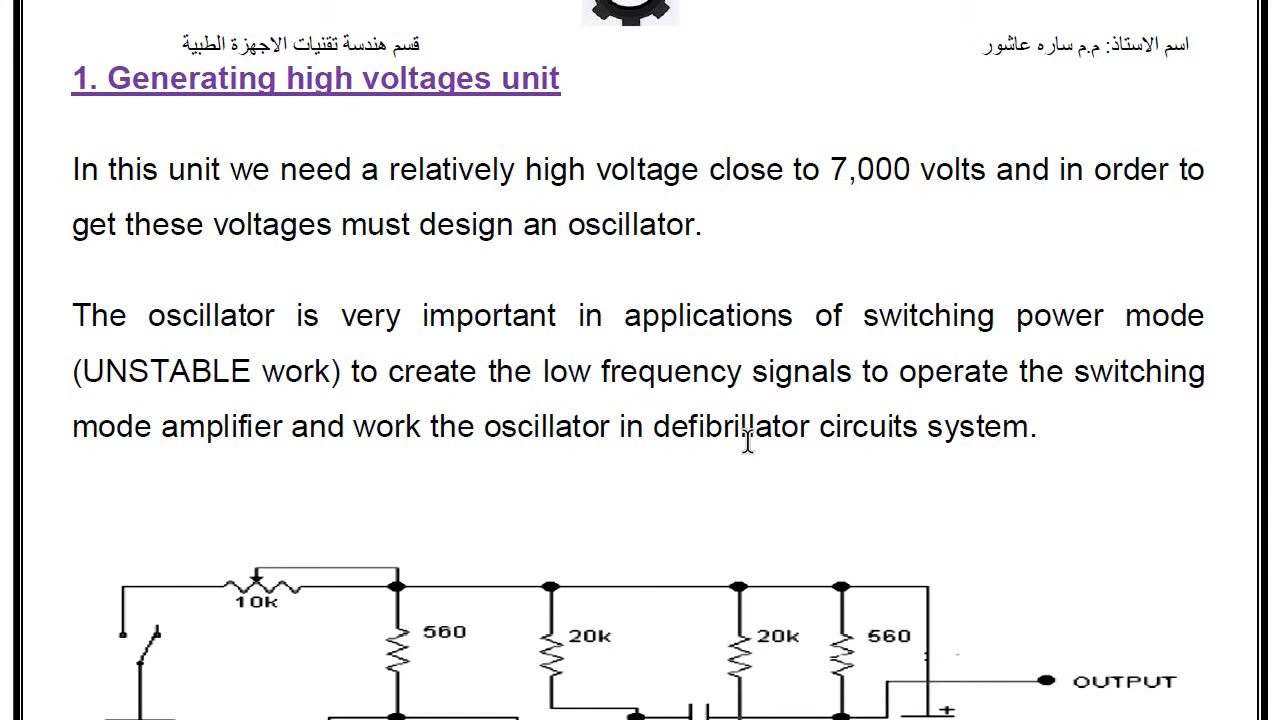 اسم الاستاذ: م.م ساره عاشور
قسم هندسة تقنيات الاجهزة الطبية
1. Generating high voltages unit
In this unit we need a relatively high voltage close to 7,000 volts and in order to
get these voltages must design an oscillator.
The oscillator is very important in applications of switching power mode
(UNSTABLE work) to create the low frequency signals to operate the switching
mode amplifier and work the oscillator in defibrillator circuits system.
10k
560
20k
20k
560
OUTPUT
+